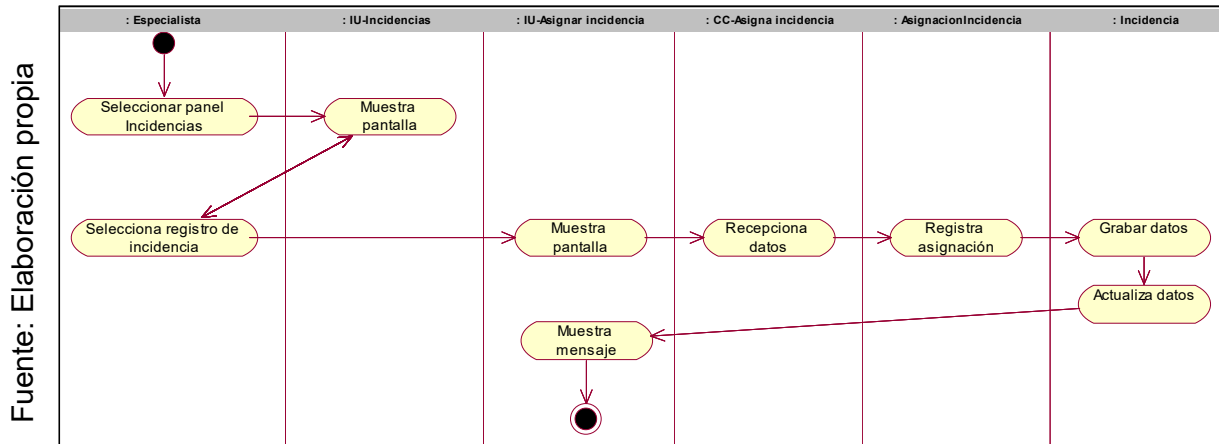 Fuente: Elaboración propia
: Especialista
: IU-Incidencias
: IU-Asignar incidencia
: CC-Asigna incidencia
: AsignacionIncidencia
: Incidencia
Seleccionar panel
Incidencias
Muestra
pantalla
Selecciona registro de
incidencia
Muestra
pantalla
Recepciona
datos
Registra
asignación
Grabar datos
Actualiza datos
Muestra
mensaje